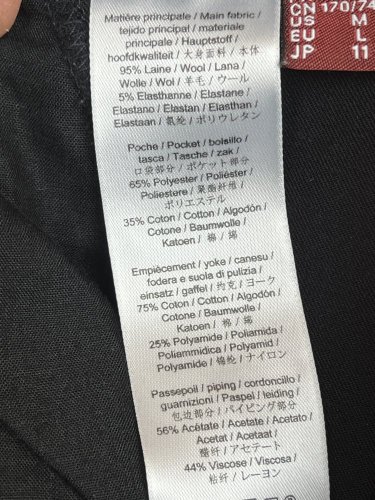 CN 170/74
US M
EU L
JP 11
Matière principale / Main fabric /
tejido principal / materiale
principale / Hauptstoff /
hoofdkwaliteit / 大身面料 / 本体
95% Laine / Wool / Lana /
Wolle / Wol / 羊毛 / ウール
5% Elasthanne / Elastane /
Elastano / Elastan / Elasthan /
Elastaan / 氨纶 / ポリウレタン
Poche / Pocket / bolsillo /
tasca / Tasche / zak /
口袋部分 / ポケット部分
65% Polyester / Poliéster /
Poliestere / 聚酯纤维 /
ポリエステル
35% Coton / Cotton / Algodón /
Cotone / Baumwolle /
Katoen / 棉 / 綿
Empiècement / yoke / canesu /
fodera e suola di pulizia /
einsatz / gaffel / 约克 / ヨーク
75% Coton / Cotton / Algodón /
Cotone / Baumwolle /
Katoen / 棉 / 綿
25% Polyamide / Poliamida /
Poliammidica / Polyamid /
Polyamide / 锦纶 / ナイロン
Passepoil / piping / cordoncillo /
guarnizioni / Paspel / leiding /
包边部分 / パイピング部分
56% Acétate / Acetate / Acetato /
Acetat / Acetaat /
醋纤 / アセテート
44% Viscose / Viscosa /
粘纤 / レーヨン